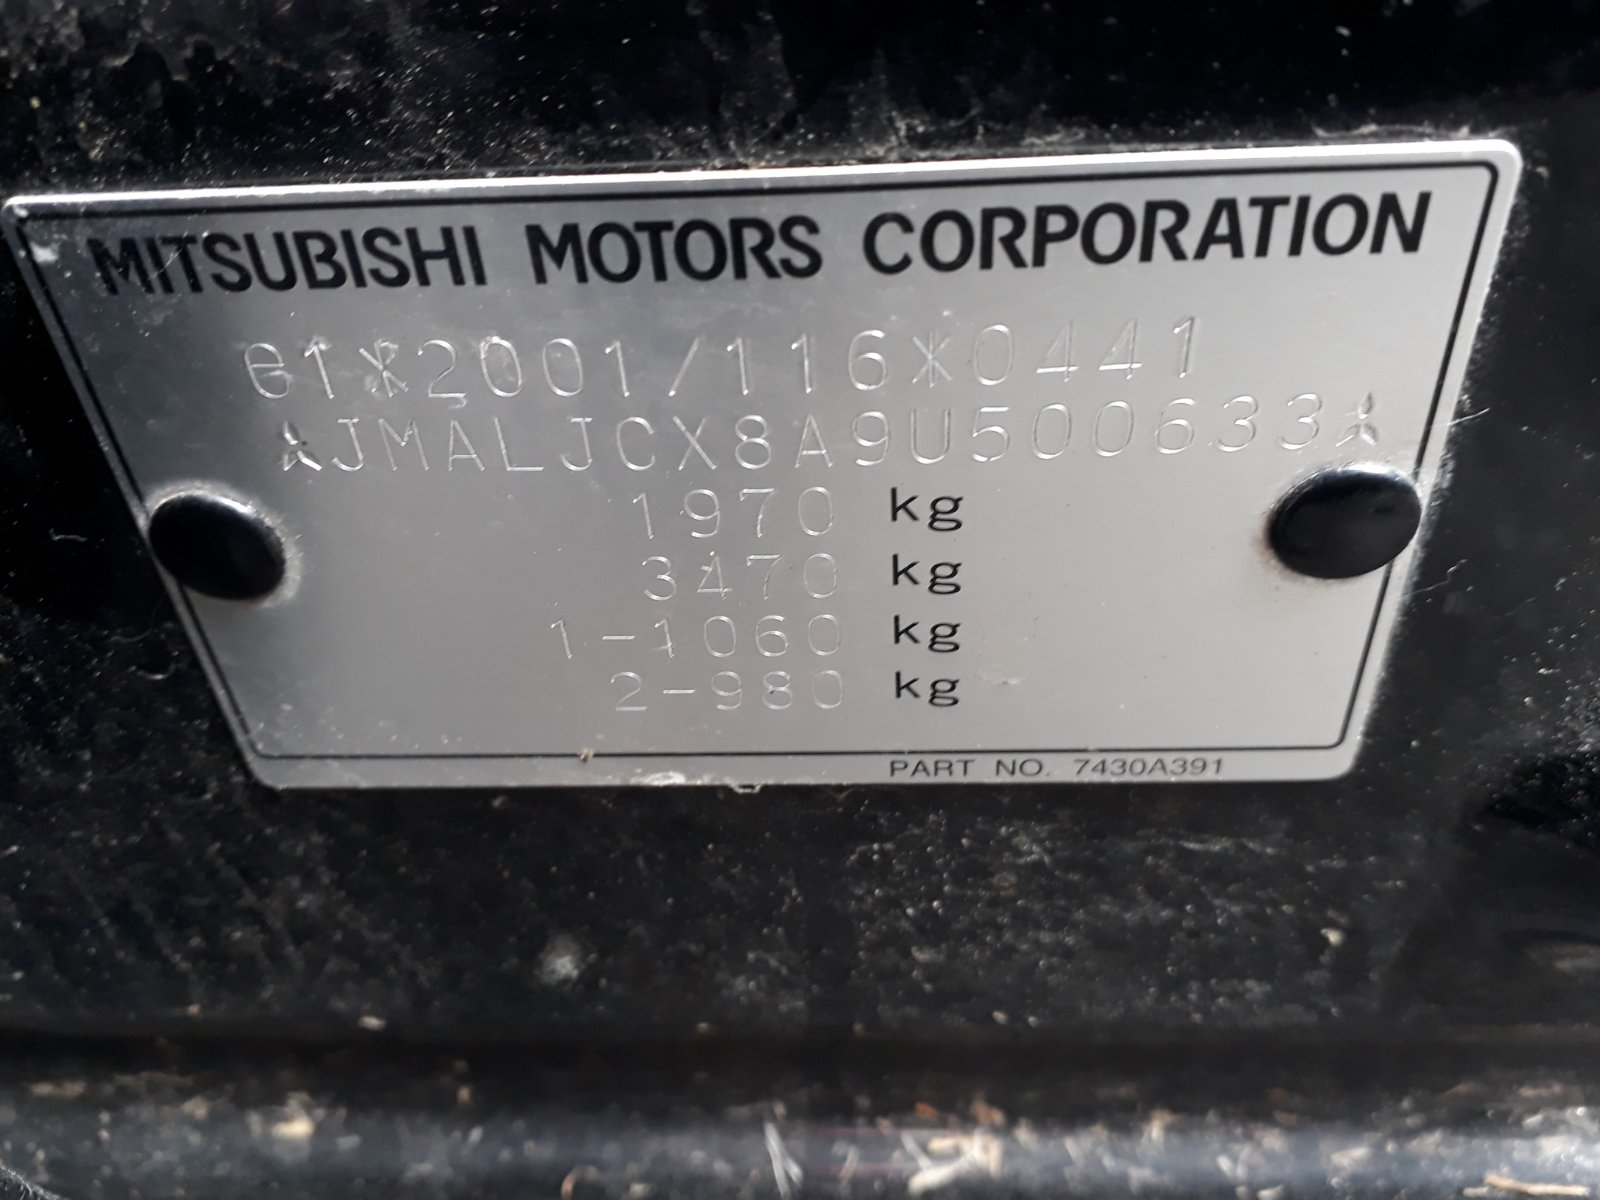 MITSUBISHI MOTORS CORPORATION
e1*2001/116*0441
JMALJCX8A9U500633
1970 kg
3470 kg
1-1060 kg
2-980 kg
PART NO. 7430A391